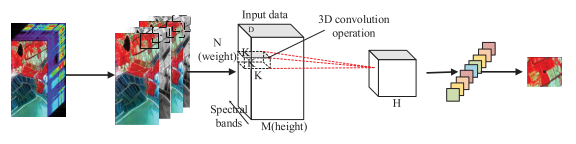 Input data
3D convolution
operation
D
N
(weight)
K
K
K
Spectral
bands
M(height)
H